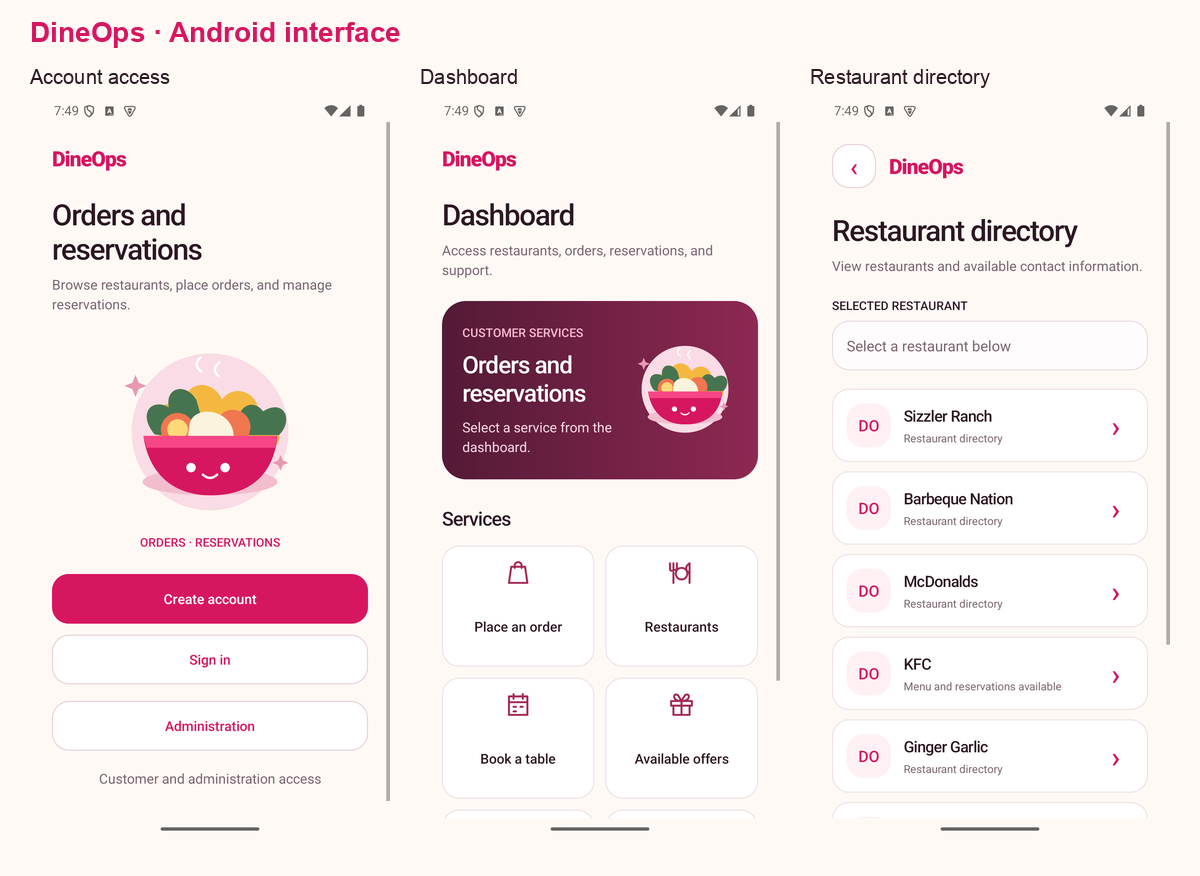 DineOps · Android interface
Account access
7:49
DineOps
Orders and
reservations
Browse restaurants, place orders, and manage
reservations.
ORDERS · RESERVATIONS
Create account
Sign in
Administration
Customer and administration access
Dashboard
7:49
DineOps
Dashboard
Access restaurants, orders, reservations, and
support.
CUSTOMER SERVICES
Orders and
reservations
Select a service from the
dashboard.
Services
Place an order
Restaurants
Book a table
Available offers
Restaurant directory
7:49
DineOps
Restaurant directory
View restaurants and available contact information.
SELECTED RESTAURANT
Select a restaurant below
DO
Sizzler Ranch
Restaurant directory
DO
Barbeque Nation
Restaurant directory
DO
McDonalds
Restaurant directory
DO
KFC
Menu and reservations available
DO
Ginger Garlic
Restaurant directory